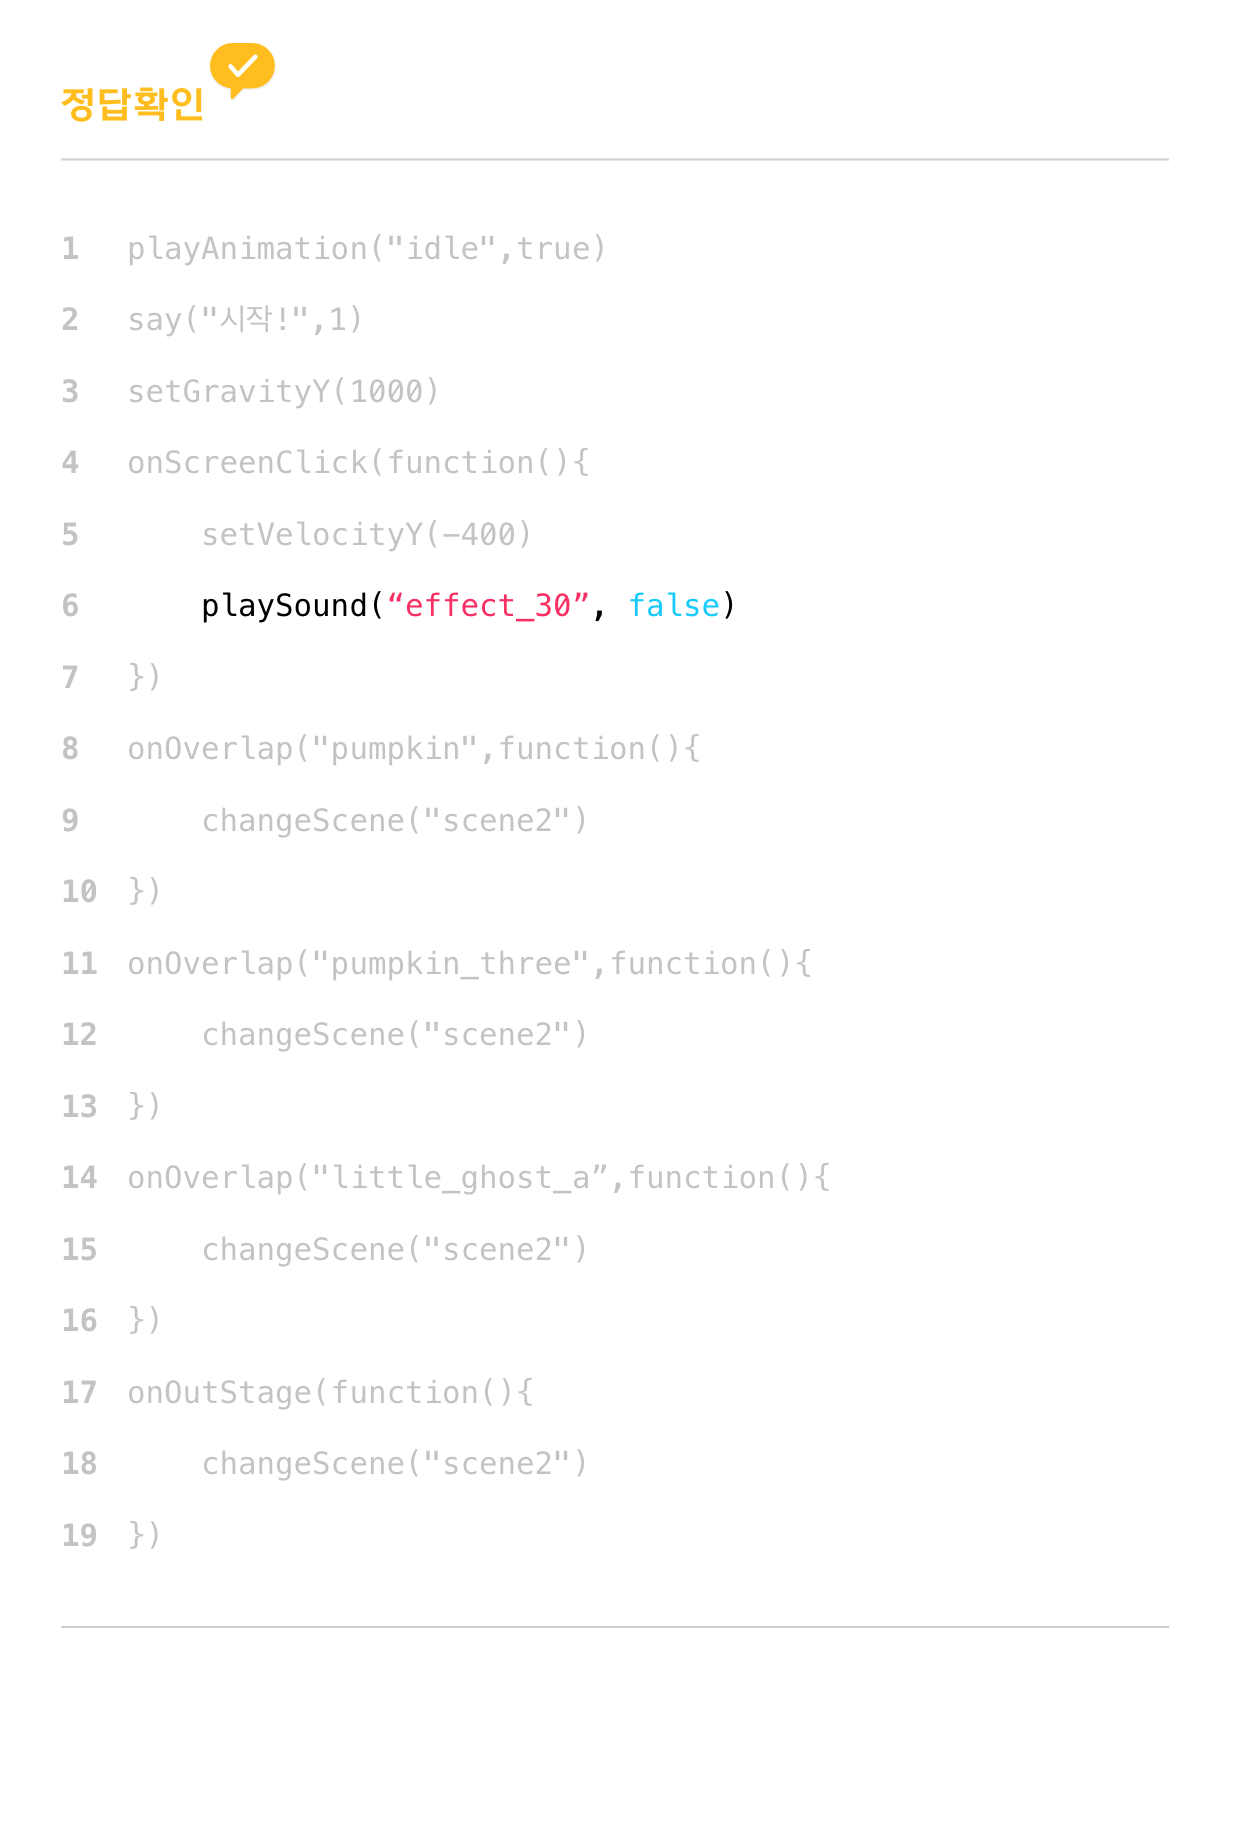 정답확인
1 playAnimation("idle",true)
2 say("시작!",1)
3 setGravityY(1000)
4 onScreenClick(function(){
5     setVelocityY(-400)
6     playSound(“effect_30”, false)
7 })
8 onOverlap("pumpkin",function(){
9     changeScene("scene2")
10 })
11 onOverlap("pumpkin_three",function(){
12     changeScene("scene2")
13 })
14 onOverlap("little_ghost_a”,function(){
15     changeScene("scene2")
16 })
17 onOutStage(function(){
18     changeScene("scene2")
19 })